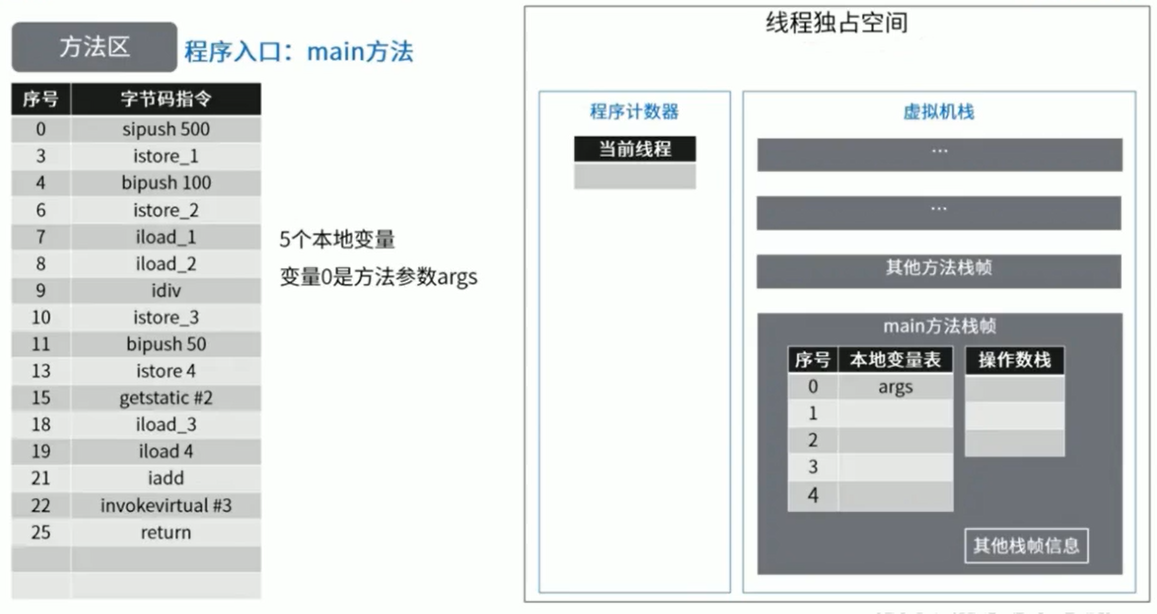 方法区
程序入口：main方法
序号 字节码指令
0 sipush 500
3 istore_1
4 bipush 100
6 istore_2
7 iload_1
8 iload_2
9 idiv
10 istore_3
11 bipush 50
13 istore 4
15 getstatic #2
18 iload_3
19 iload 4
21 iadd
22 invokevirtual #3
25 return
5个本地变量
变量0是方法参数args
线程独占空间
程序计数器
当前线程
虚拟机栈
...
...
其他方法栈帧
main方法栈帧
序号 本地变量表
0 args
1
2
3
4
操作数栈
其他栈帧信息